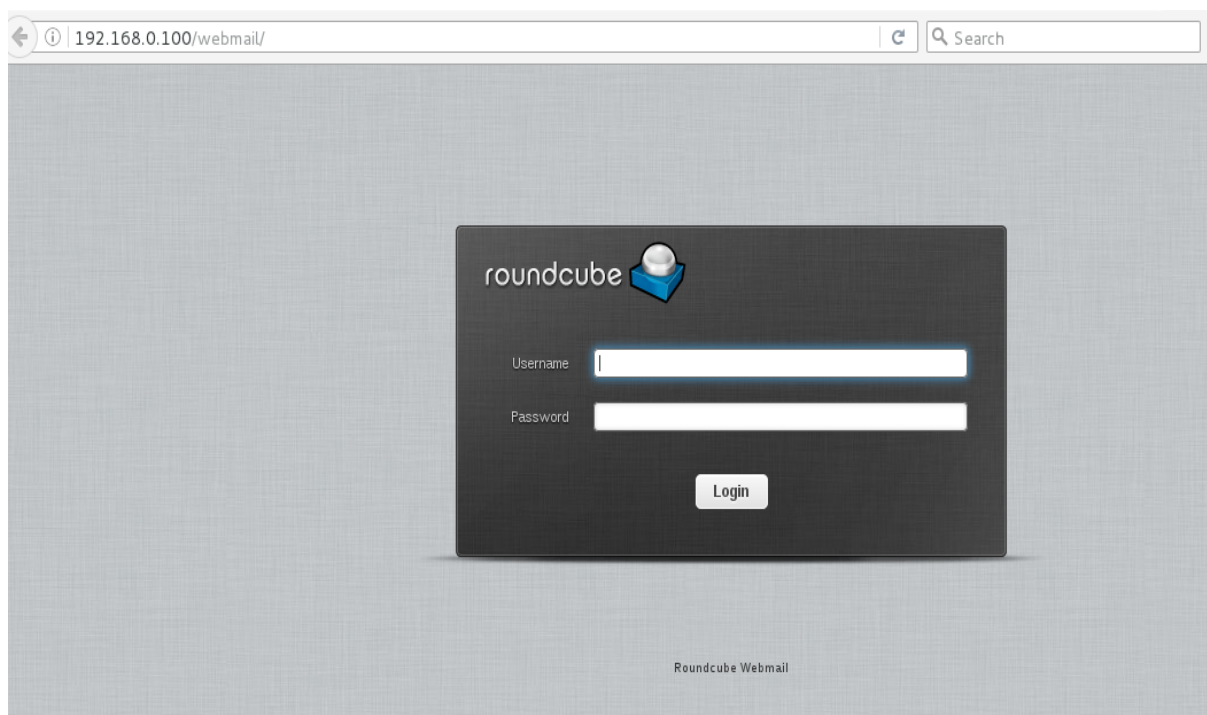 192.168.0.100/webmail/
Search
roundcube
Username
Password
Login
Roundcube Webmail